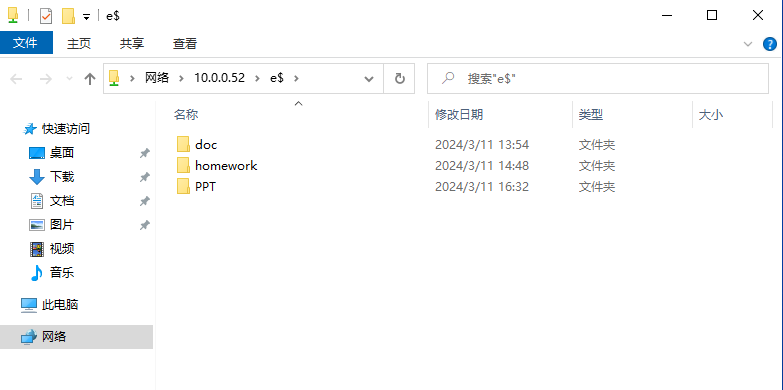 e$
文件 主页 共享 查看
网络 10.0.0.52 e$ 搜索"e$"
名称 修改日期 类型 大小
快速访问
桌面
下载
文档
图片
视频
音乐
此电脑
网络
doc 2024/3/11 13:54 文件夹
homework 2024/3/11 14:48 文件夹
PPT 2024/3/11 16:32 文件夹